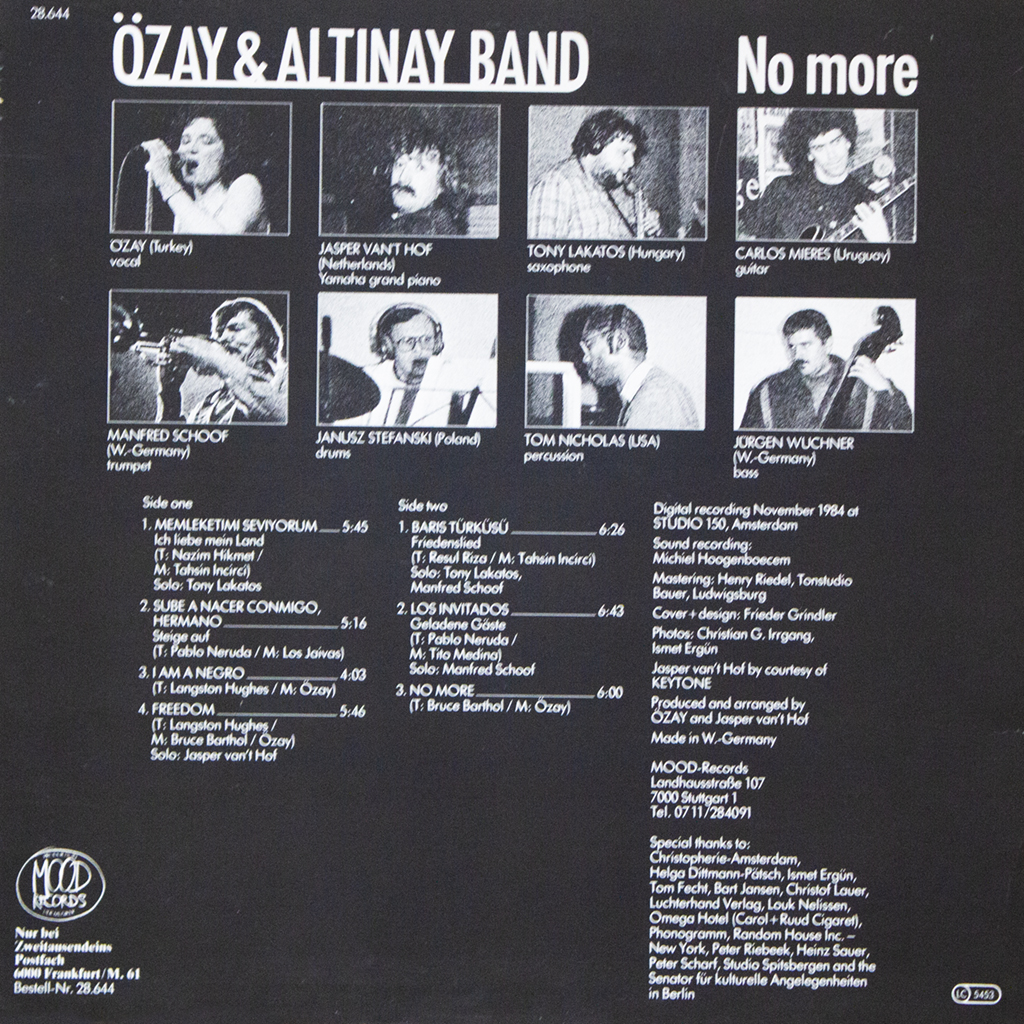 28.644
ÖZAY & ALTINAY BAND
No more
ÖZAY (Turkey)
vocal
JASPER VAN'T HOF
(Netherlands)
Yamaha grand piano
TONY LAKATOS (Hungary)
saxophone
CARLOS MIERES (Uruguay)
guitar
MANFRED SCHOOF
(W.-Germany)
trumpet
JANUSZ STEFANSKI (Poland)
drums
TOM NICHOLAS (USA)
percussion
JÜRGEN WUCHNER
(W.-Germany)
bass
Side one
1. MEMLEKETIMI SEVIYORUM 5:45
Ich liebe mein Land
(T: Nazim Hikmet /
M: Tahsin Incirci)
Solo: Tony Lakatos
2. SUBE A NACER CONMIGO,
HERMANO 5:16
Steige auf
(T: Pablo Neruda / M: Los Jaivas)
3. I AM A NEGRO 4:03
(T: Langston Hughes / M: Özay)
4. FREEDOM 5:46
(T: Langston Hughes /
M: Bruce Barthol / Özay)
Solo: Jasper van't Hof
Side two
1. BARIS TÜRKÜSÜ 6:26
Friedenslied
(T: Resul Riza / M: Tahsin Incirci)
Solo: Tony Lakatos,
Manfred Schoof
2. LOS INVITADOS 6:43
Geladene Gäste
(T: Pablo Neruda /
M: Tito Medina)
Solo: Manfred Schoof
3. NO MORE 6:00
(T: Bruce Barthol / M: Özay)
Digital recording November 1984 at
STUDIO 150, Amsterdam
Sound recording:
Michiel Hoogenboecem
Mastering: Henry Riedel, Tonstudio
Bauer, Ludwigsburg
Cover + design: Frieder Grindler
Photos: Christian G. Irrgang,
Ismet Ergün
Jasper van't Hof by courtesy of
KEYTONE
Produced and arranged by
ÖZAY and Jasper van't Hof
Made in W.-Germany
MOOD-Records
Landhausstraße 107
7000 Stuttgart 1
Tel. 07 11/284091
Special thanks to:
Christopherie-Amsterdam,
Helga Dittmann-Pätsch, Ismet Ergün,
Tom Fecht, Bart Jansen, Christof Lauer,
Luchterhand Verlag, Louk Nelissen,
Omega Hotel (Carol + Ruud Cigaret),
Phonogramm, Random House Inc. –
New York, Peter Riebeek, Heinz Sauer,
Peter Scharf, Studio Spitsbergen and the
Senator für kulturelle Angelegenheiten
in Berlin
MOOD
RECORDS
Nur bei
Zweitausendeins
Postfach
6000 Frankfurt/M. 61
Bestell-Nr. 28.644
LC 5453